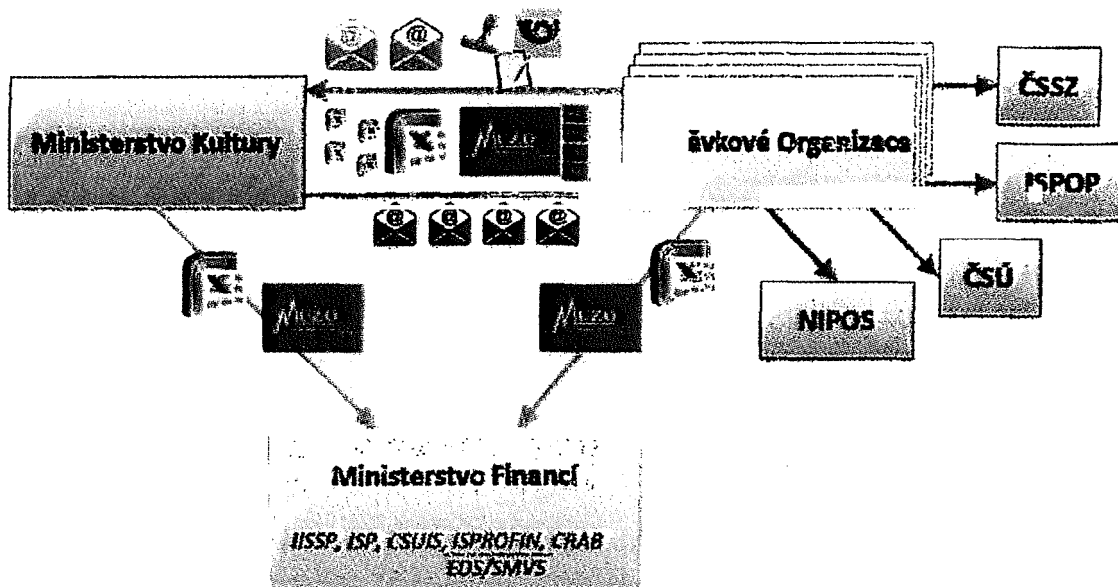 Ministerstvo Kultury
ěvkové Organizace
ČSSZ
ISPOP
ČSÚ
NIPOS
Ministerstvo Financí
IISSP, ISP, CSUIS, ISPROFIN, CRAB
EDS/SMVS